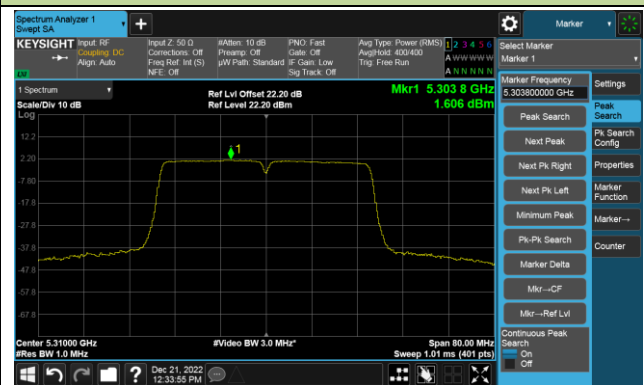 Spectrum Analyzer 1
Swept SA
+
Marker
KEYSIGHT
Input: RF
Coupling: DC
Align: Auto
Input Z: 50 Ω
Corrections: Off
Freq Ref: Int (S)
NFE: Off
#Atten: 10 dB
Preamp: Off
µW Path: Standard
PNO: Fast
Gate: Off
IF Gain: Low
Sig Track: Off
Avg Type: Power (RMS)
Avg|Hold: 400/400
Trig: Free Run
1 2 3 4 5 6
A W W W W W
A N N N N N
Select Marker
Marker 1
1 Spectrum
Scale/Div 10 dB
Log
Ref Lvl Offset 22.20 dB
Ref Level 22.20 dBm
Mkr1 5.303 8 GHz
1.606 dBm
1
12.2
2.20
-7.80
-17.8
-27.8
-37.8
-47.8
-57.8
-67.8
Center 5.31000 GHz
#Res BW 1.0 MHz
#Video BW 3.0 MHz*
Span 80.00 MHz
Sweep 1.01 ms (401 pts)
Marker Frequency
5.303800000 GHz
Peak Search
Next Peak
Next Pk Right
Next Pk Left
Minimum Peak
Pk-Pk Search
Marker Delta
Mkr→CF
Mkr→Ref Lvl
Continuous Peak
Search
On
Off
Settings
Peak
Search
Pk Search
Config
Properties
Marker
Function
Marker→
Counter
?
Dec 21, 2022
12:33:55 PM